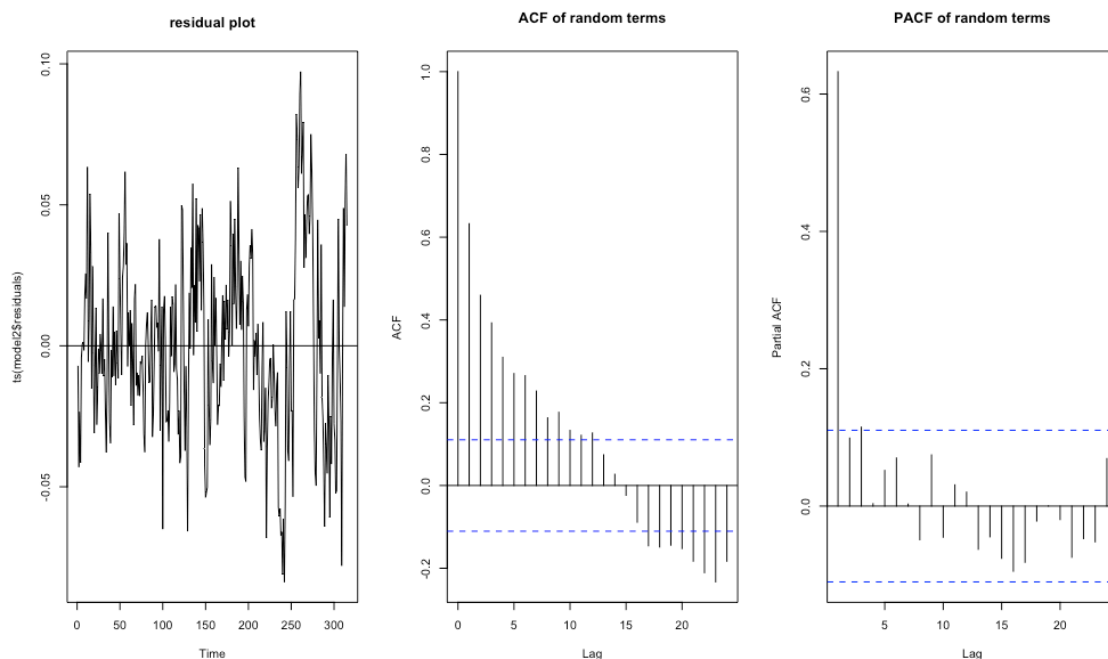 residual plot
ts(model2$residuals)
0.10
0.05
0.00
-0.05
0 50 100 150 200 250 300
Time
ACF of random terms
ACF
1.0
0.8
0.6
0.4
0.2
0.0
-0.2
0 5 10 15 20
Lag
PACF of random terms
Partial ACF
0.6
0.4
0.2
0.0
5 10 15 20
Lag